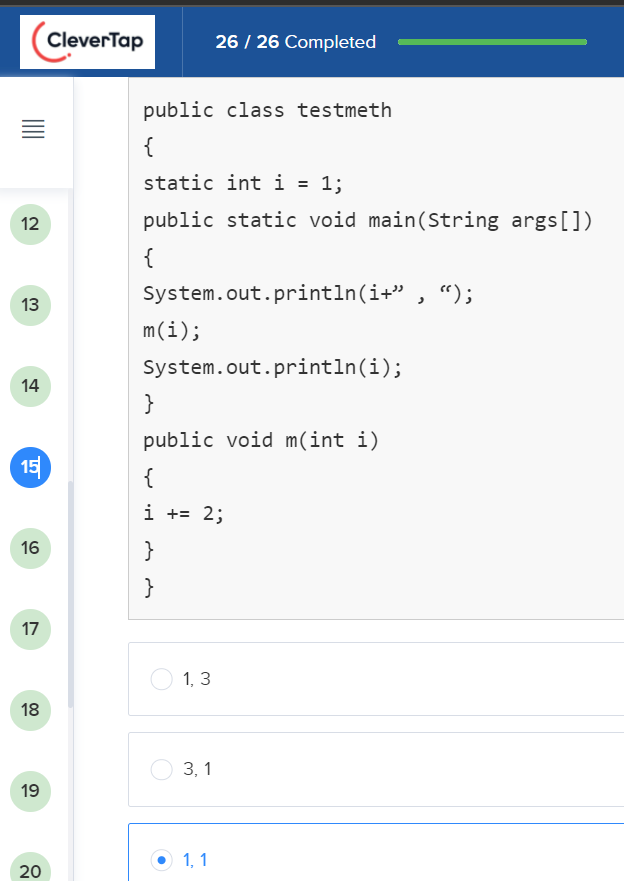 CleverTap
26 / 26 Completed
12
13
14
15
16
17
18
19
20
public class testmeth
{
static int i = 1;
public static void main(String args[])
{
System.out.println(i+” , “);
m(i);
System.out.println(i);
}
public void m(int i)
{
i += 2;
}
}
1, 3
3, 1
1, 1